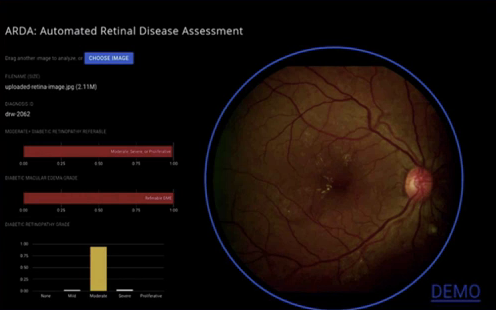 ARDA: Automated Retinal Disease Assessment
Drag another image to analyze, or CHOOSE IMAGE
FILENAME (SIZE)
uploaded-retina-image.jpg (2.11M)
DIAGNOSIS ID
drw-2062
MODERATE+ DIABETIC RETINOPATHY REFERABLE
Moderate, Severe, or Proliferative
0.00 0.25 0.50 0.75 1.00
DIABETIC MACULAR EDEMA GRADE
Referable DME
0.00 0.25 0.50 0.75 1.00
DIABETIC RETINOPATHY GRADE
1.00
0.75
0.50
0.25
0.00
None Mild Moderate Severe Proliferative
DEMO